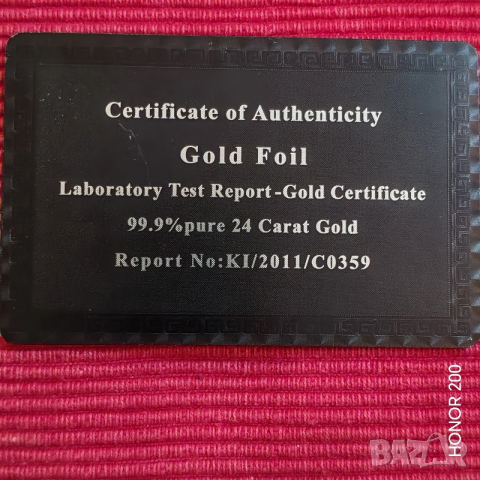 Certificate of Authenticity
Gold Foil
Laboratory Test Report-Gold Certificate
99.9%pure 24 Carat Gold
Report No:KI/2011/C0359
HONOR 200
BAZAR